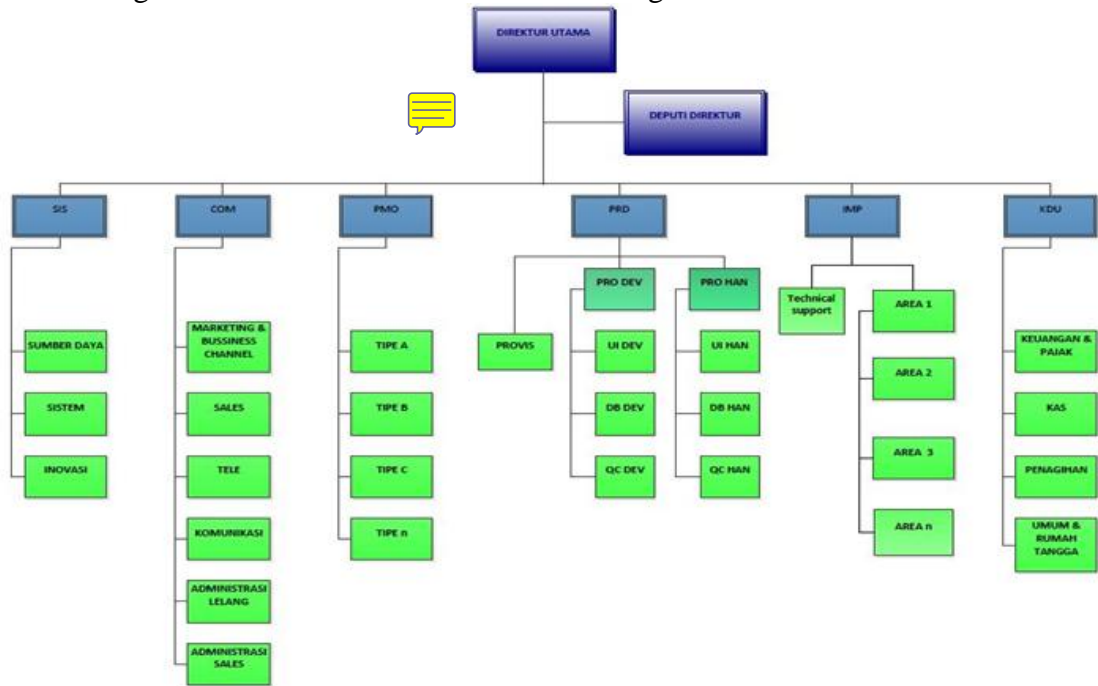 DIREKTUR UTAMA
DEPUTI DIREKTUR
SIS
COM
PMO
PRD
IMP
KDU
SUMBER DAYA
SISTEM
INOVASI
MARKETING &
BUSSINESS
CHANNEL
SALES
TELE
KOMUNIKASI
ADMINISTRASI
LELANG
ADMINISTRASI
SALES
TIPE A
TIPE B
TIPE C
TIPE n
PROVIS
PRO DEV
UI DEV
DB DEV
QC DEV
PRO HAN
UI HAN
DB HAN
QC HAN
Technical
support
AREA 1
AREA 2
AREA 3
AREA n
KEUANGAN &
PAJAK
KAS
PENAGIHAN
UMUM &
RUMAH
TANGGA